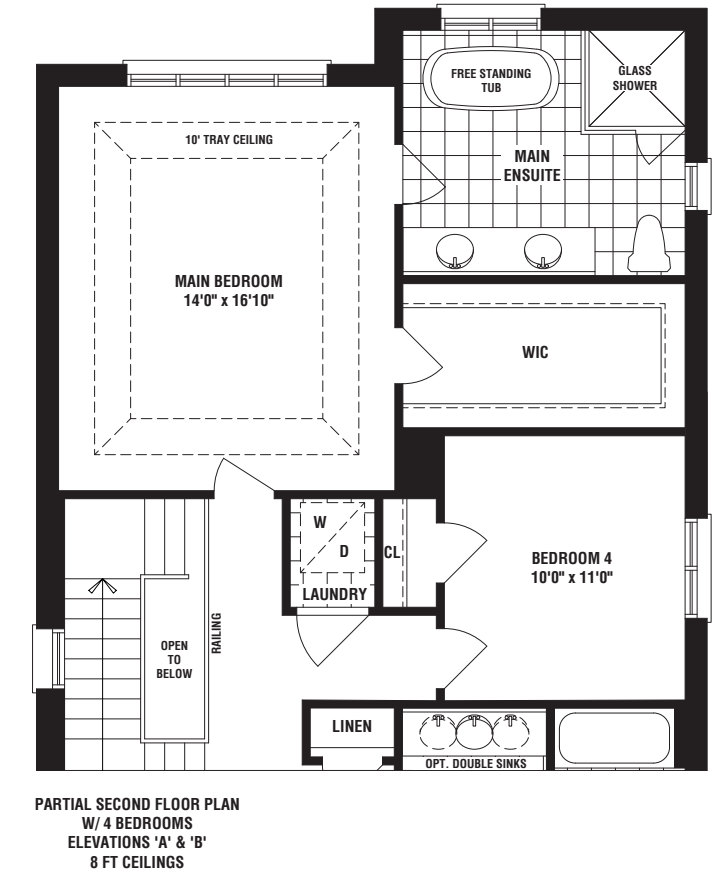 FREE STANDING
TUB
GLASS
SHOWER
10' TRAY CEILING
MAIN
ENSUITE
MAIN BEDROOM
14'0" x 16'10"
WIC
W
D
LAUNDRY
CL
BEDROOM 4
10'0" x 11'0"
RAILING
OPEN
TO
BELOW
LINEN
OPT. DOUBLE SINKS
PARTIAL SECOND FLOOR PLAN
W/ 4 BEDROOMS
ELEVATIONS 'A' & 'B'
8 FT CEILINGS